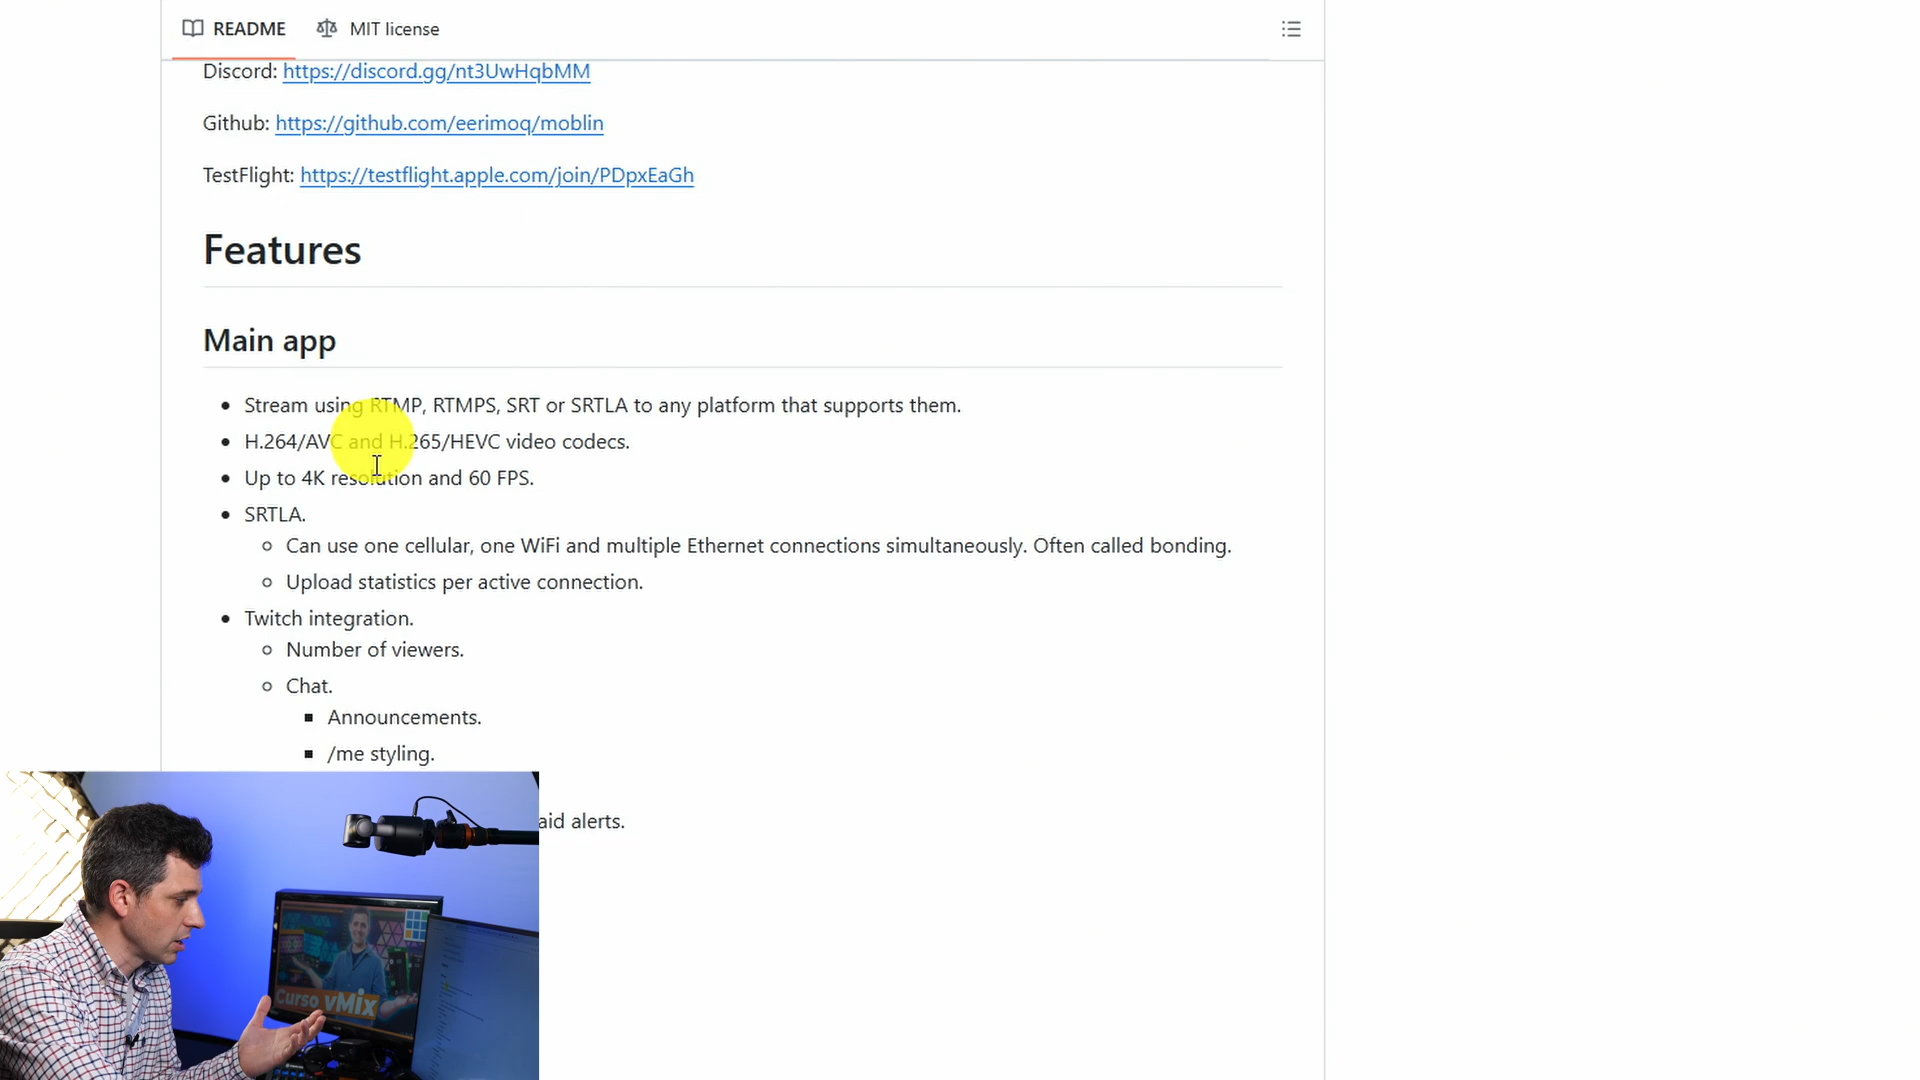 README MIT license
Discord: https://discord.gg/nt3UwHqbMM
Github: https://github.com/eerimoq/moblin
TestFlight: https://testflight.apple.com/join/PDpxEaGh
Features
Main app
Stream using RTMP, RTMPS, SRT or SRTLA to any platform that supports them.
H.264/AVC and H.265/HEVC video codecs.
Up to 4K resolution and 60 FPS.
SRTLA.
Can use one cellular, one WiFi and multiple Ethernet connections simultaneously. Often called bonding.
Upload statistics per active connection.
Twitch integration.
Number of viewers.
Chat.
Announcements.
/me styling.
aid alerts.
Curso vMix